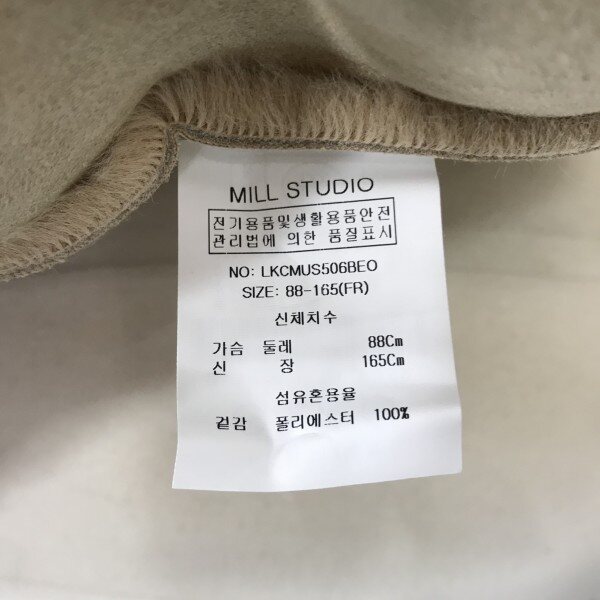 MILL STUDIO
전기용품및생활용품안전
관리법에 의한 품질표시
NO: LKCMUS506BEO
SIZE: 88-165(FR)
신체치수
가슴 둘레 88Cm
신 장 165Cm
섬유혼용율
겉감 폴리에스터 100%